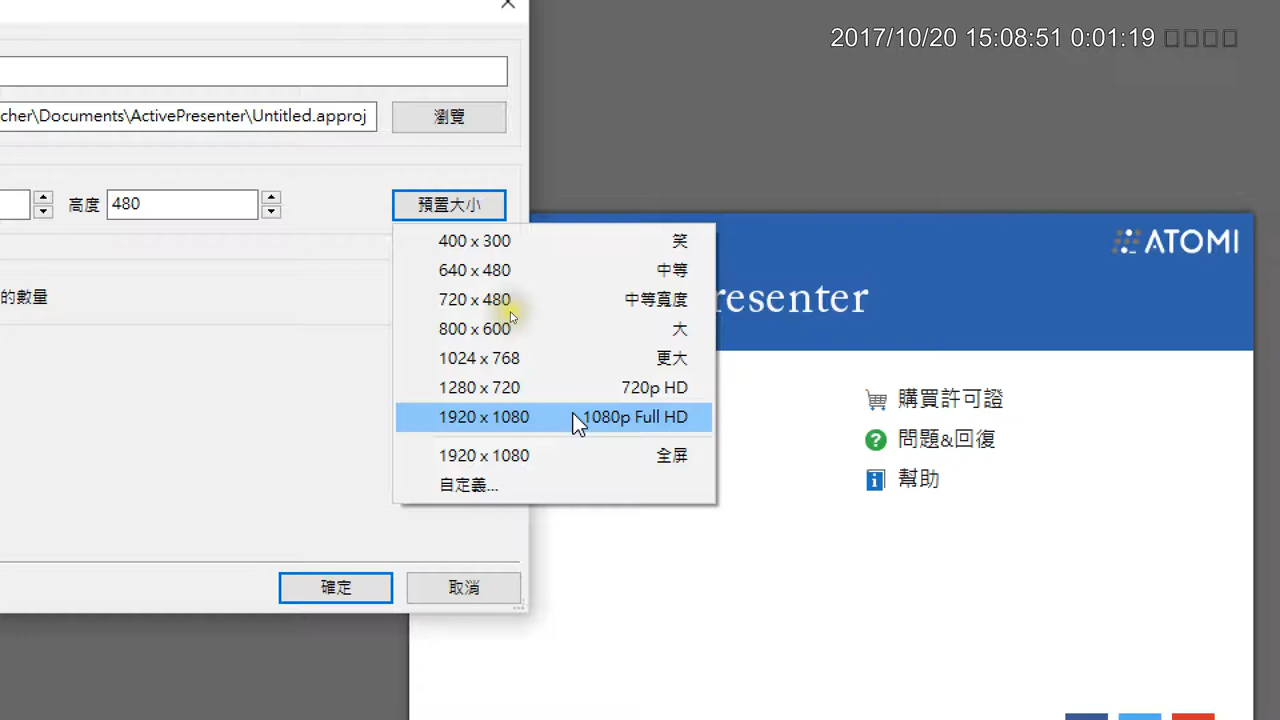 2017/10/20 15:08:51 0:01:19
cher\Documents\ActivePresenter\Untitled.approj
瀏覽
高度 480
預置大小
400 x 300 笑
640 x 480 中等
720 x 480 中等寬度
800 x 600 大
1024 x 768 更大
1280 x 720 720p HD
1920 x 1080 1080p Full HD
1920 x 1080 全屏
自定義...
的數量
確定
取消
ATOMI
resenter
購買許可證
問題&回復
幫助